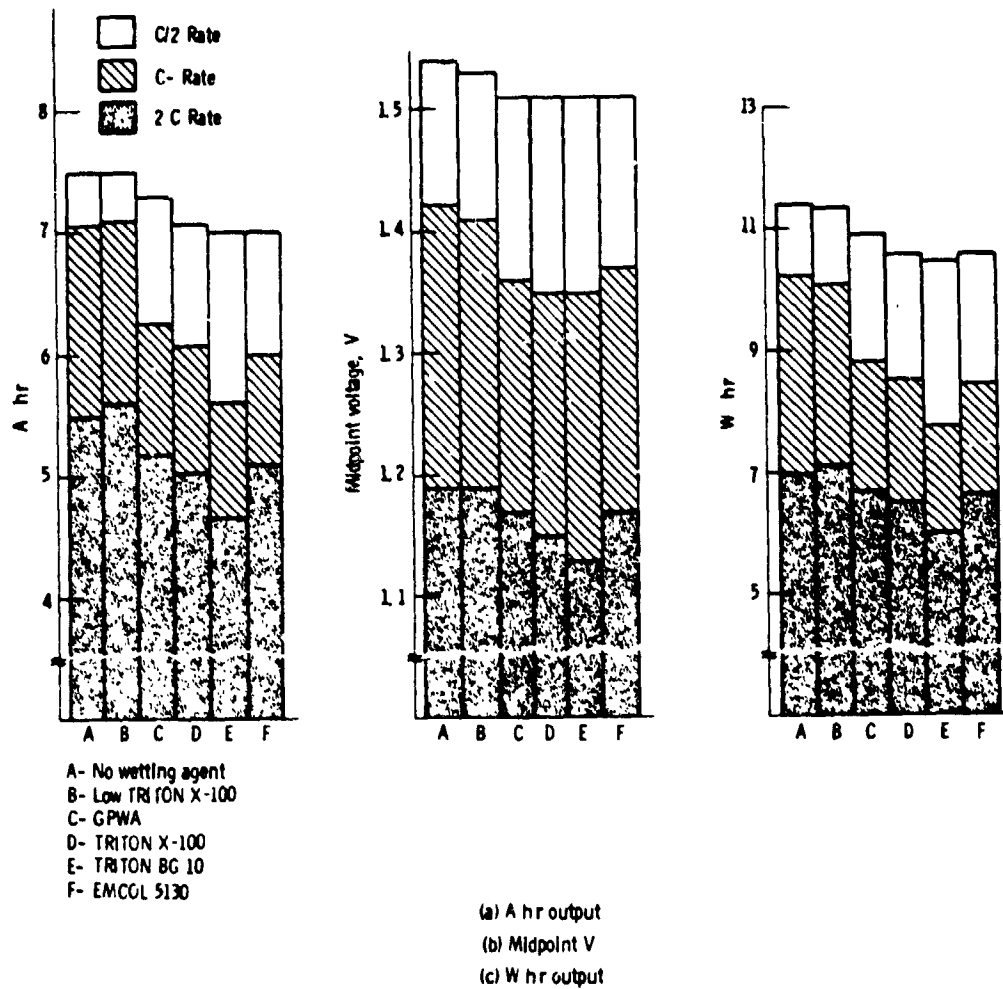 C/2 Rate
C- Rate
2 C Rate
8
7
6
5
4
A hr
A B C D E F
1.5
1.4
1.3
1.2
1.1
Midpoint voltage, V
A B C D E F
13
11
9
7
5
W hr
A B C D E F
A- No wetting agent
B- Low TRITON X-100
C- GPWA
D- TRITON X-100
E- TRITON BG 10
F- EMCOL 5130
(a) A hr output
(b) Midpoint V
(c) W hr output